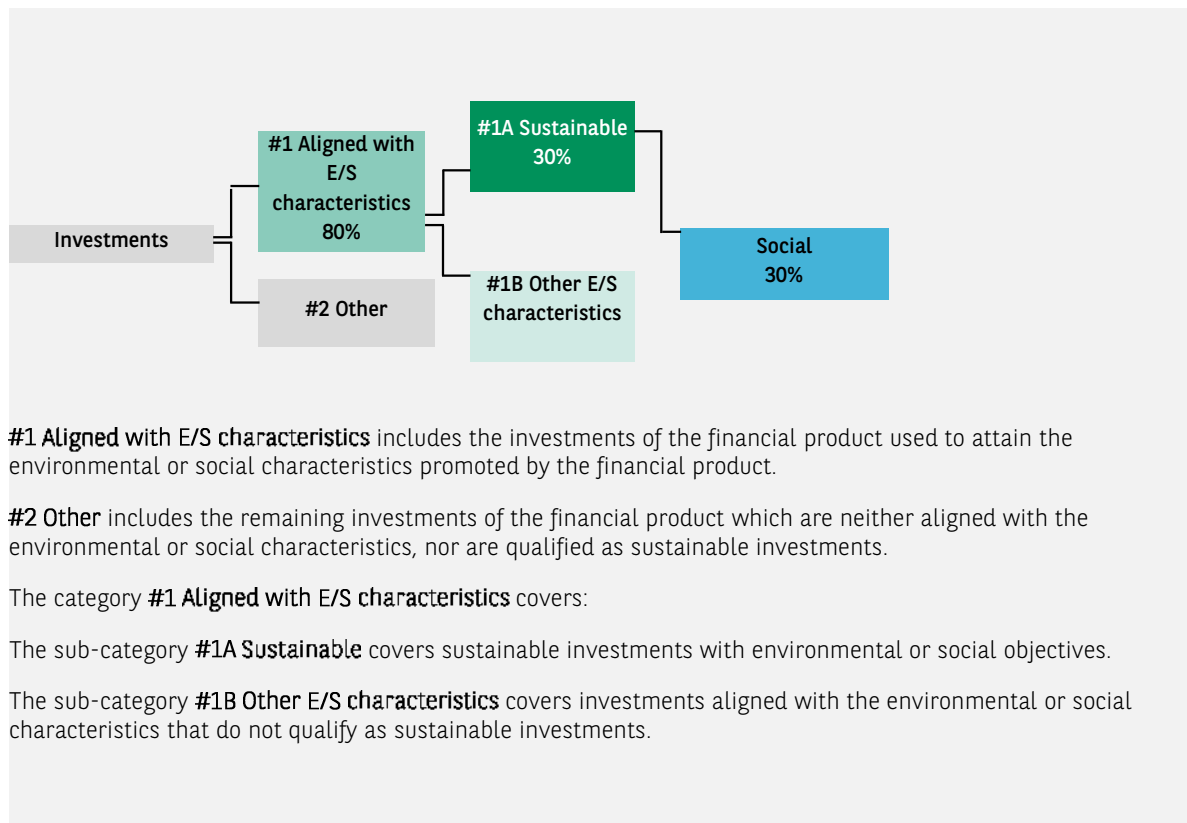 #1A Sustainable
30%
#1 Aligned with
E/S
characteristics
80%
Investments
Social
30%
#1B Other E/S
characteristics
#2 Other
#1 Aligned with E/S characteristics includes the investments of the financial product used to attain the
environmental or social characteristics promoted by the financial product.
#2 Other includes the remaining investments of the financial product which are neither aligned with the
environmental or social characteristics, nor are qualified as sustainable investments.
The category #1 Aligned with E/S characteristics covers:
The sub-category #1A Sustainable covers sustainable investments with environmental or social objectives.
The sub-category #1B Other E/S characteristics covers investments aligned with the environmental or social
characteristics that do not qualify as sustainable investments.